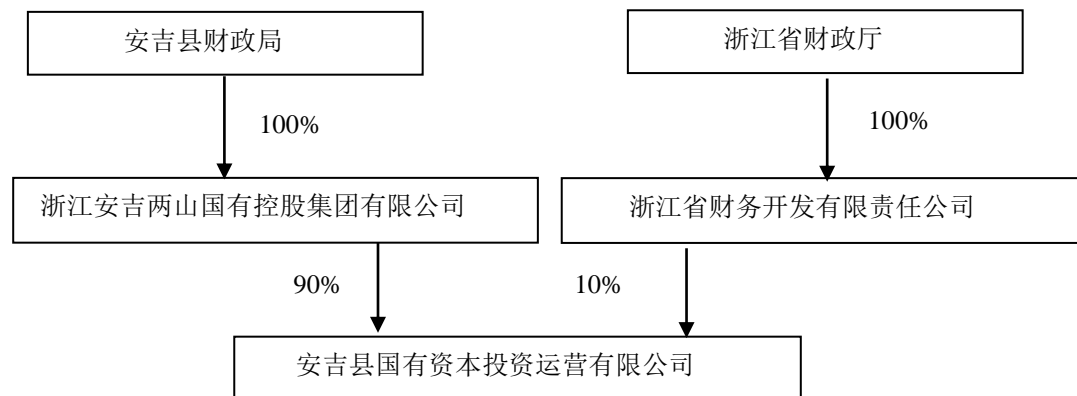 安吉县财政局
浙江省财政厅
100%
100%
浙江安吉两山国有控股集团有限公司
浙江省财务开发有限责任公司
90%
10%
安吉县国有资本投资运营有限公司